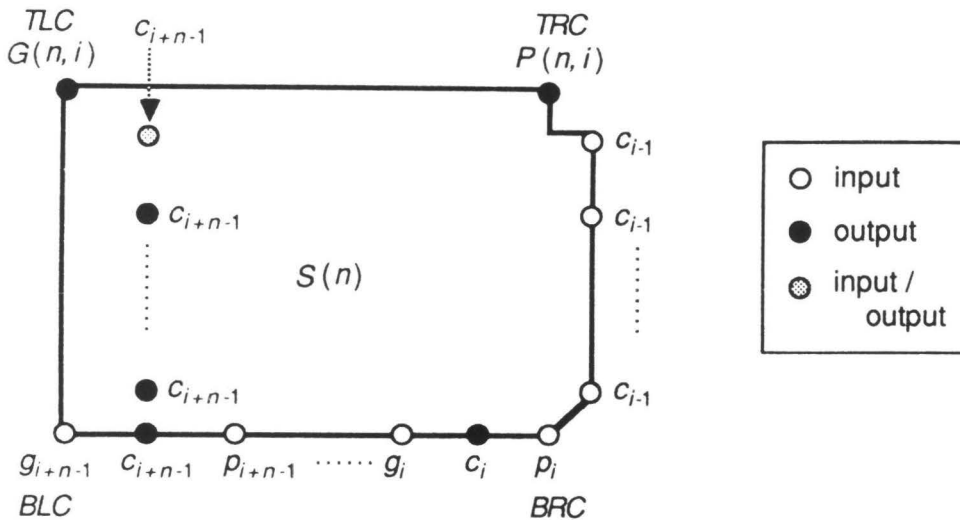 TLC
G(n,i)
c_{i+n-1}
TRC
P(n,i)
c_{i-1}
input
c_{i+n-1}
c_{i-1}
output
S(n)
input /
output
c_{i+n-1}
c_{i-1}
g_{i+n-1} c_{i+n-1} p_{i+n-1} ...... g_i c_i p_i
BLC BRC